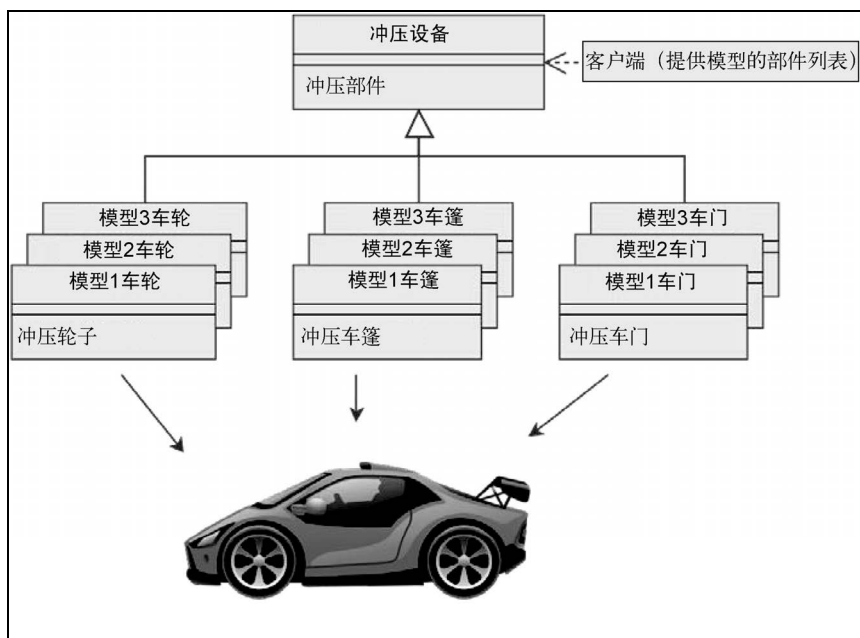 冲压设备
客户端（提供模型的部件列表）
冲压部件
模型3车轮
模型2车轮
模型1车轮
冲压轮子
模型3车篷
模型2车篷
模型1车篷
冲压车篷
模型3车门
模型2车门
模型1车门
冲压车门